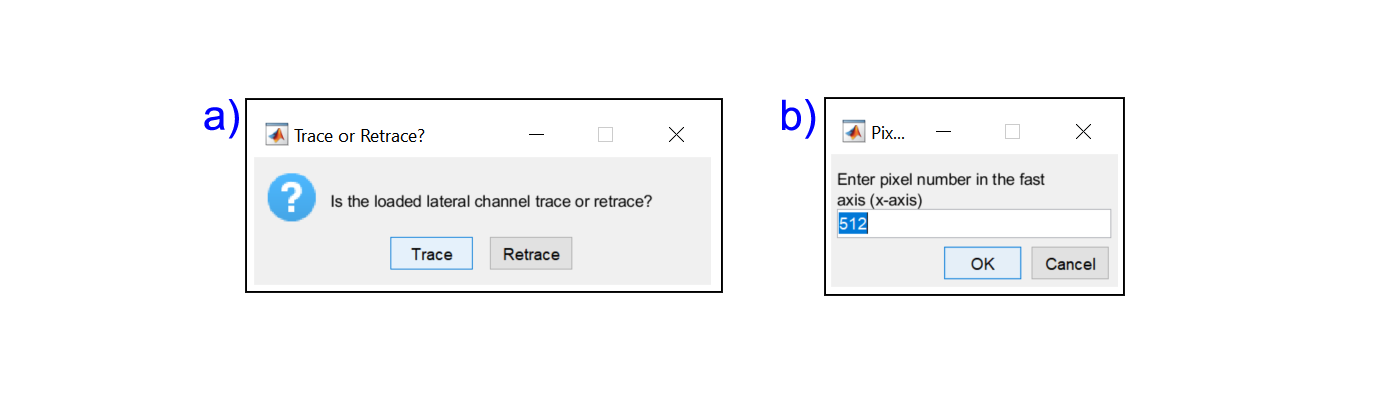 a)
Trace or Retrace?
Is the loaded lateral channel trace or retrace?
Trace
Retrace
b)
Pix...
Enter pixel number in the fast
axis (x-axis)
512
OK
Cancel